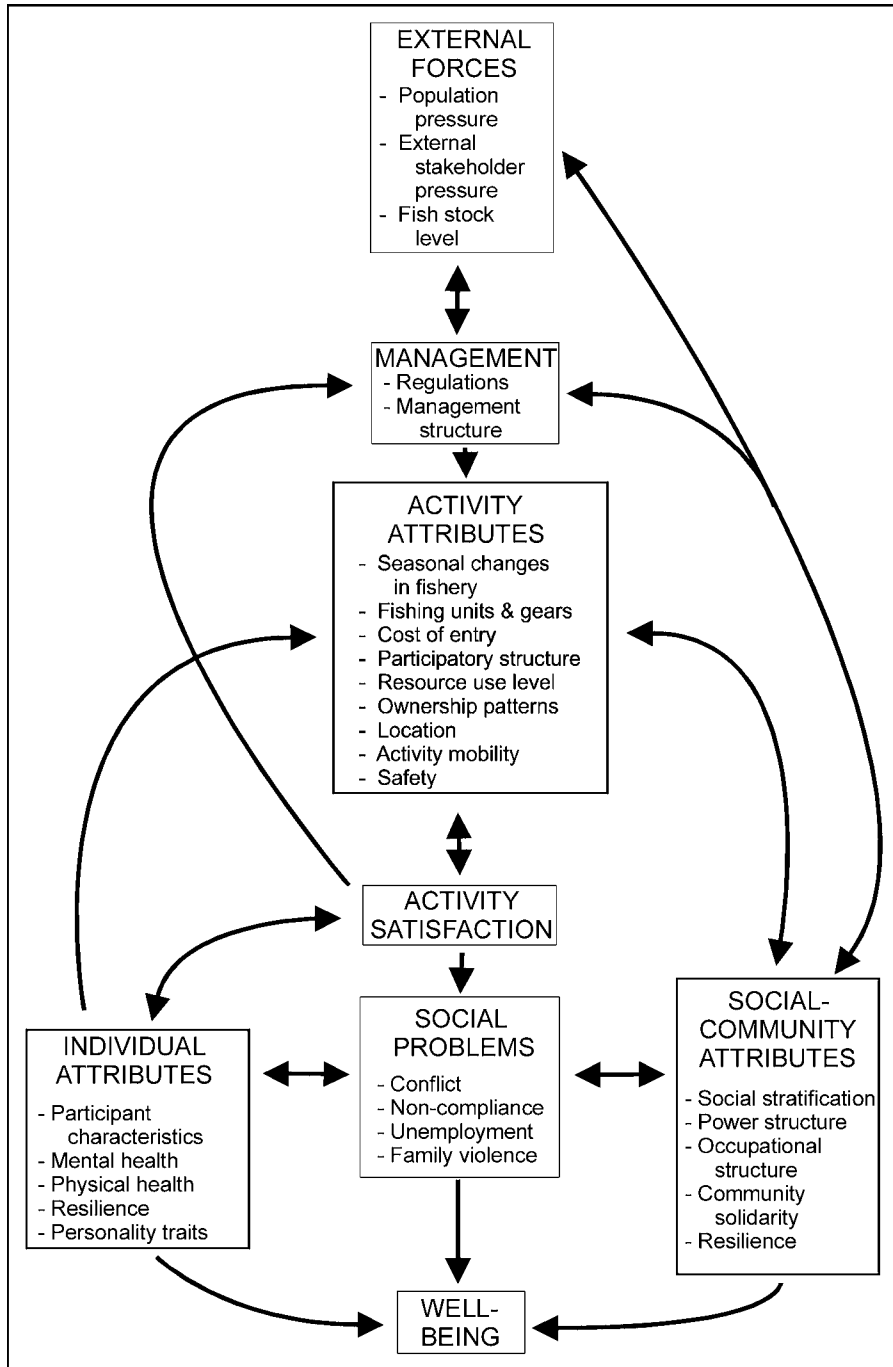 EXTERNAL
FORCES
- Population
pressure
- External
stakeholder
pressure
- Fish stock
level
MANAGEMENT
- Regulations
- Management
structure
ACTIVITY
ATTRIBUTES
- Seasonal changes
in fishery
- Fishing units & gears
- Cost of entry
- Participatory structure
- Resource use level
- Ownership patterns
- Location
- Activity mobility
- Safety
ACTIVITY
SATISFACTION
INDIVIDUAL
ATTRIBUTES
- Participant
characteristics
- Mental health
- Physical health
- Resilience
- Personality traits
SOCIAL
PROBLEMS
- Conflict
- Non-compliance
- Unemployment
- Family violence
SOCIAL-
COMMUNITY
ATTRIBUTES
- Social stratification
- Power structure
- Occupational
structure
- Community
solidarity
- Resilience
WELL-
BEING